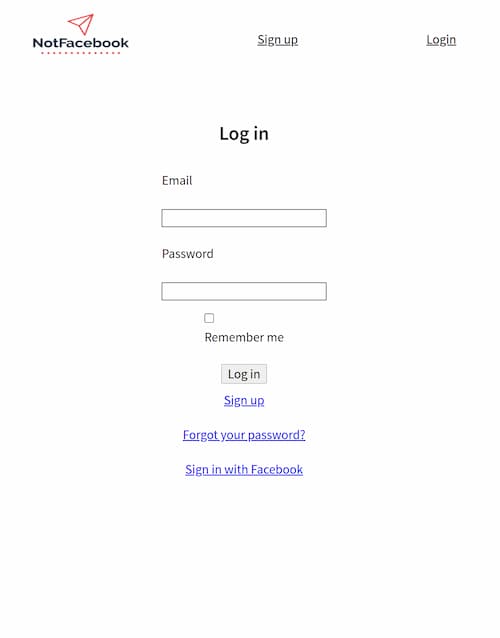 NotFacebook
Sign up
Login
Log in
Email
Password
Remember me
Log in
Sign up
Forgot your password?
Sign in with Facebook